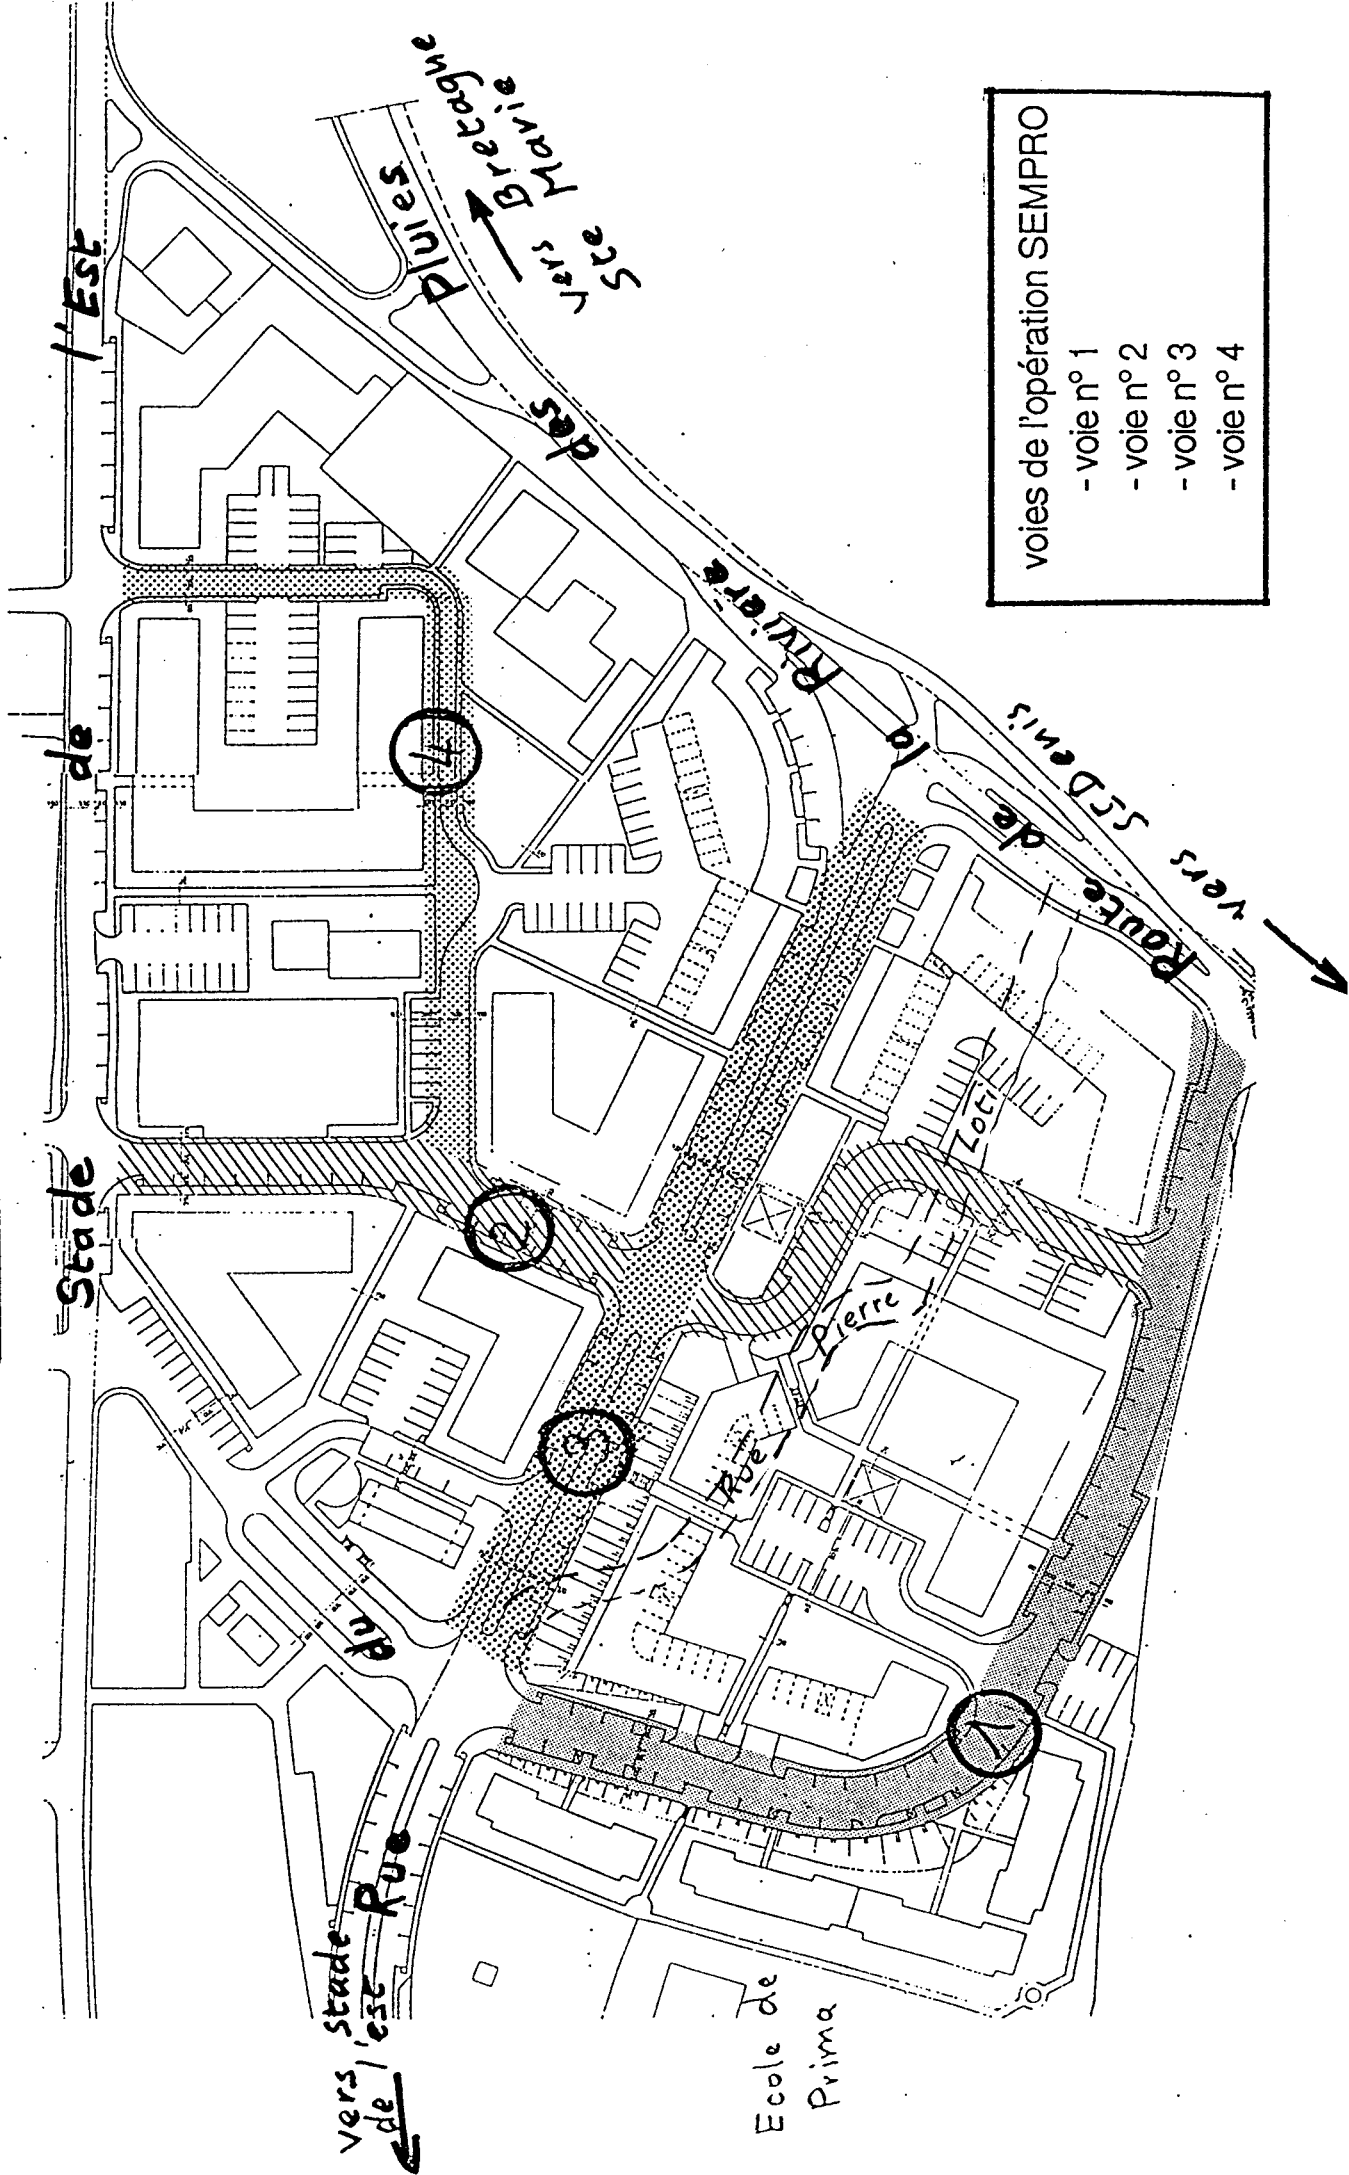 Rue du Stade de l'Est
vers stade
de l'est
vers Bretagne
Ste Marie
Route de la Rivière des Pluies
vers St Denis
Rue Pierre Loti
Ecole de
Prima
1
2
3
4
voies de l'opération SEMPRO
- voie n° 1
- voie n° 2
- voie n° 3
- voie n° 4